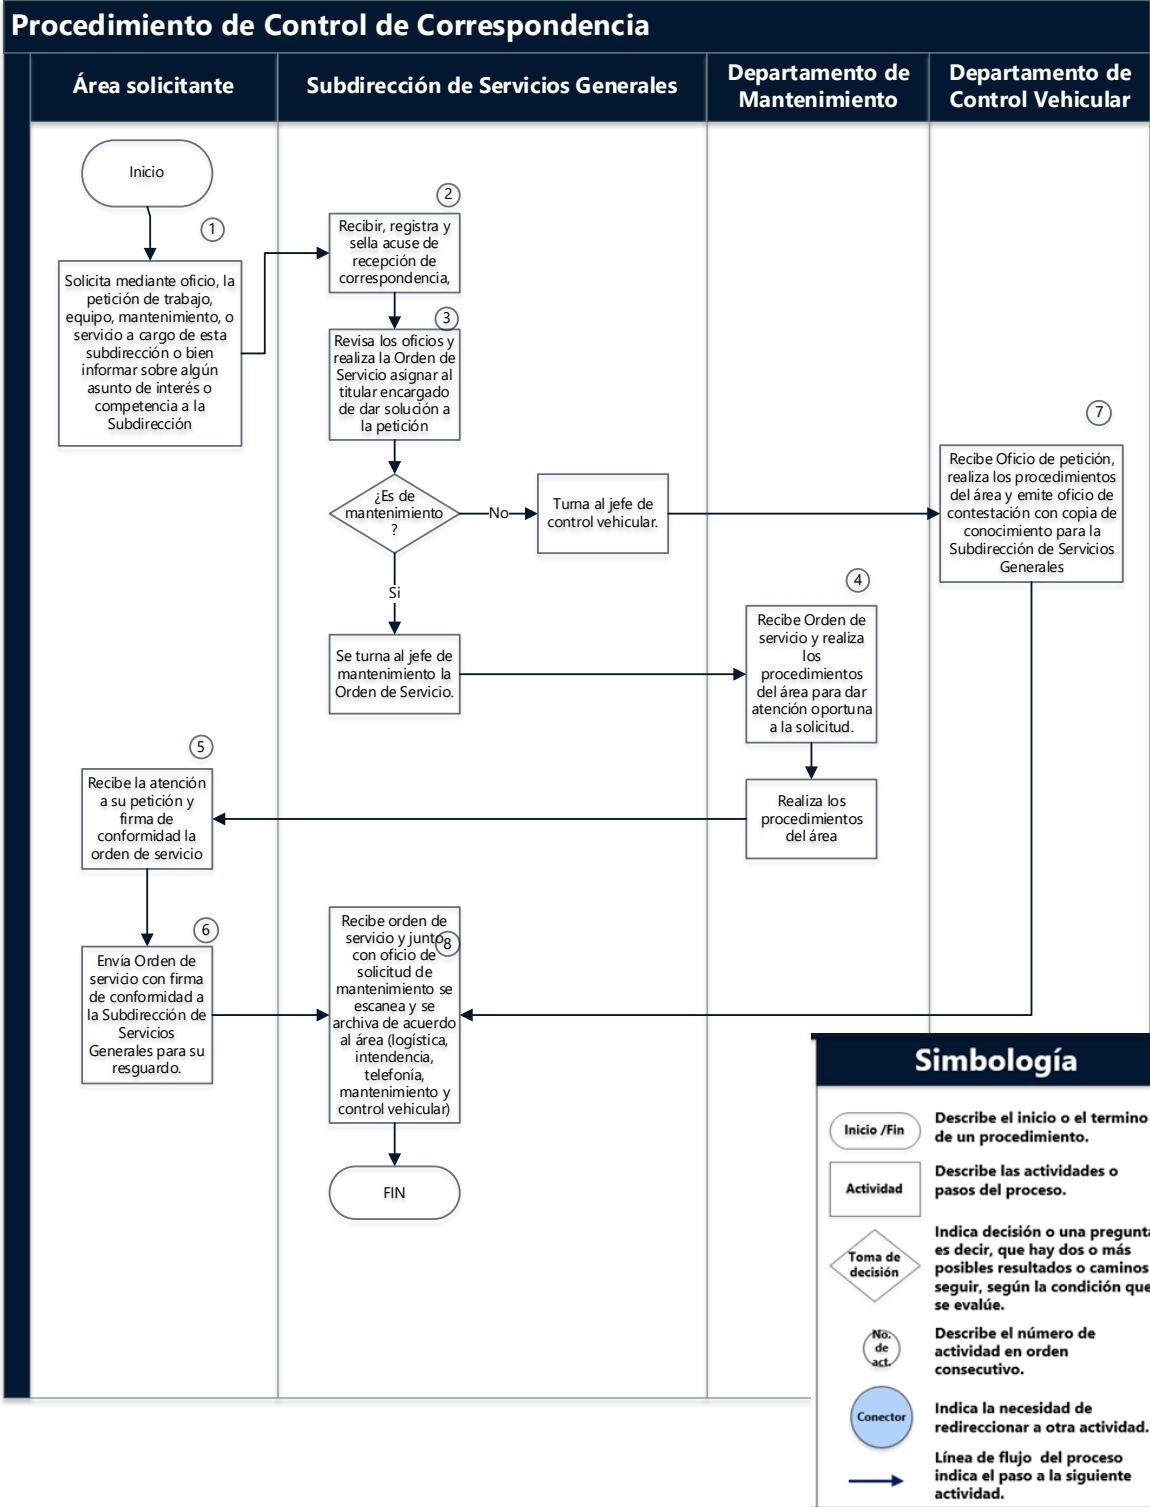 Procedimiento de Control de Correspondencia
Área solicitante
Subdirección de Servicios Generales
Departamento de
Mantenimiento
Departamento de
Control Vehicular
Inicio
1
Solicita mediante oficio, la
petición de trabajo,
equipo, mantenimiento, o
servicio a cargo de esta
subdirección o bien
informar sobre algún
asunto de interés o
competencia a la
Subdirección
2
Recibir, registra y
sella acuse de
recepción de
correspondencia,
3
Revisa los oficios y
realiza la Orden de
Servicio asignar al
titular encargado
de dar solución a
la petición
¿Es de
mantenimiento
?
No
Turna al jefe de
control vehicular.
7
Recibe Oficio de petición,
realiza los procedimientos
del área y emite oficio de
contestación con copia de
conocimiento para la
Subdirección de Servicios
Generales
Si
Se turna al jefe de
mantenimiento la
Orden de Servicio.
4
Recibe Orden de
servicio y realiza
los
procedimientos
del área para dar
atención oportuna
a la solicitud.
Realiza los
procedimientos
del área
5
Recibe la atención
a su petición y
firma de
conformidad la
orden de servicio
6
Envía Orden de
servicio con firma
de conformidad a
la Subdirección de
Servicios
Generales para su
resguardo.
8
Recibe orden de
servicio y junto
con oficio de
solicitud de
mantenimiento se
escanea y se
archiva de acuerdo
al área (logística,
intendencia,
telefonía,
mantenimiento y
control vehicular)
FIN
Simbología
Inicio /Fin
Describe el inicio o el termino
de un procedimiento.
Actividad
Describe las actividades o
pasos del proceso.
Toma de
decisión
Indica decisión o una pregunta
es decir, que hay dos o más
posibles resultados o caminos
seguir, según la condición que
se evalúe.
No.
de
act.
Describe el número de
actividad en orden
consecutivo.
Conector
Indica la necesidad de
redireccionar a otra actividad.
Línea de flujo del proceso
indica el paso a la siguiente
actividad.